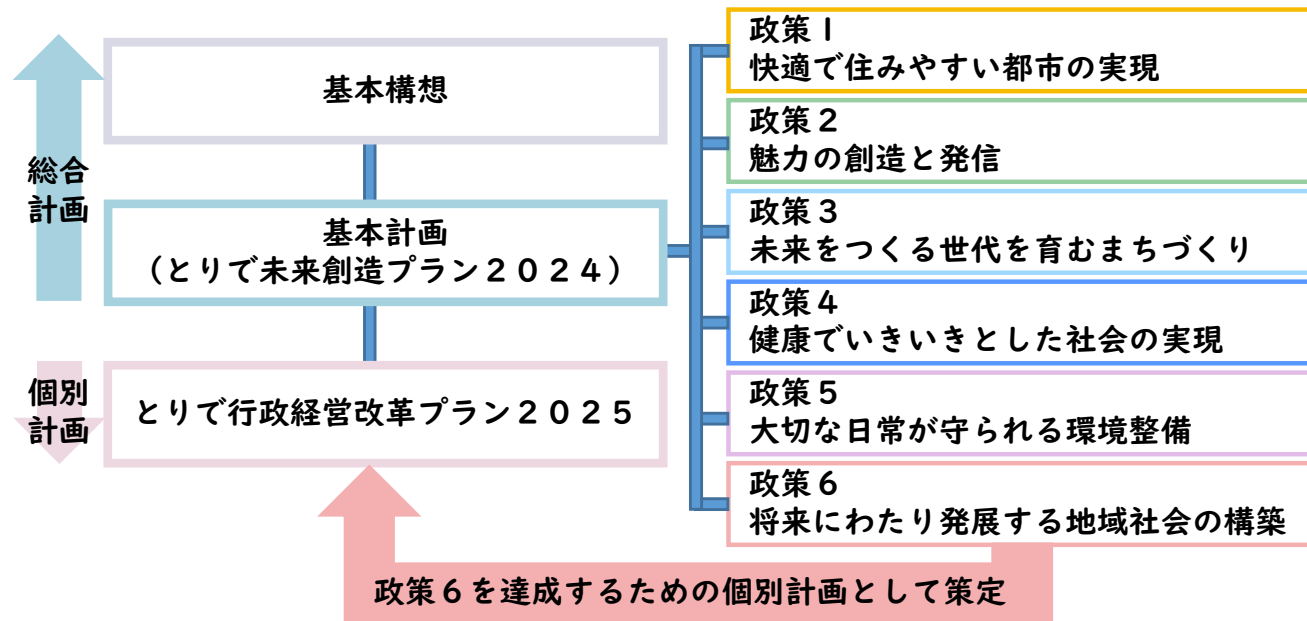 総合
計画
基本構想
基本計画
（とりで未来創造プラン２０２４）
個別
計画
とりで行政経営改革プラン２０２５
政策１
快適で住みやすい都市の実現
政策２
魅力の創造と発信
政策３
未来をつくる世代を育むまちづくり
政策４
健康でいきいきとした社会の実現
政策５
大切な日常が守られる環境整備
政策６
将来にわたり発展する地域社会の構築
政策６を達成するための個別計画として策定